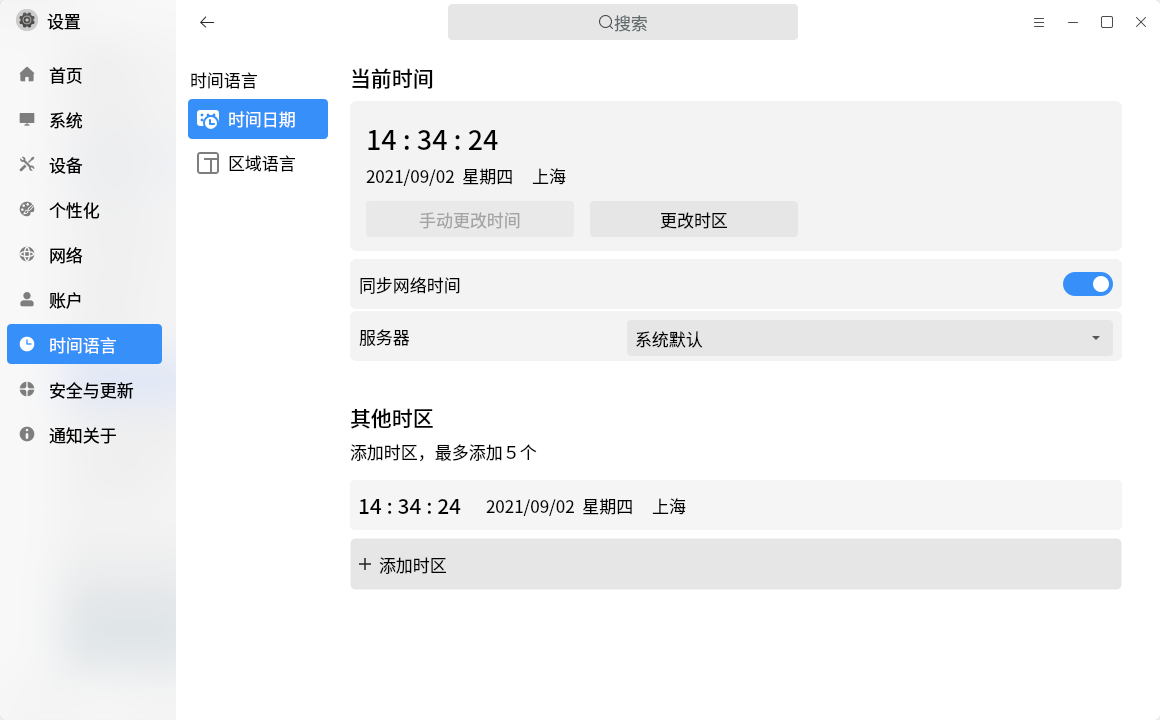 设置
搜索
首页
系统
设备
个性化
网络
账户
时间语言
安全与更新
通知关于
时间语言
时间日期
区域语言
当前时间
14 : 34 : 24
2021/09/02 星期四 上海
手动更改时间 更改时区
同步网络时间
服务器 系统默认
其他时区
添加时区，最多添加５个
14 : 34 : 24 2021/09/02 星期四 上海
添加时区